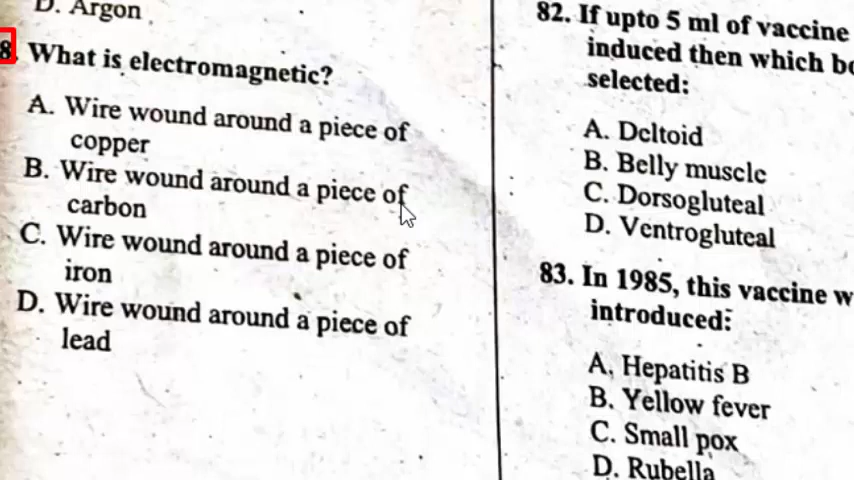 D. Argon
8. What is electromagnetic?
A. Wire wound around a piece of
copper
B. Wire wound around a piece of
carbon
C. Wire wound around a piece of
iron
D. Wire wound around a piece of
lead
82. If upto 5 ml of vaccine
induced then which
selected:
A. Deltoid
B. Belly muscle
C. Dorsogluteal
D. Ventrogluteal
83. In 1985, this vaccine
introduced:
A. Hepatitis B
B. Yellow fever
C. Small pox
D. Rubella